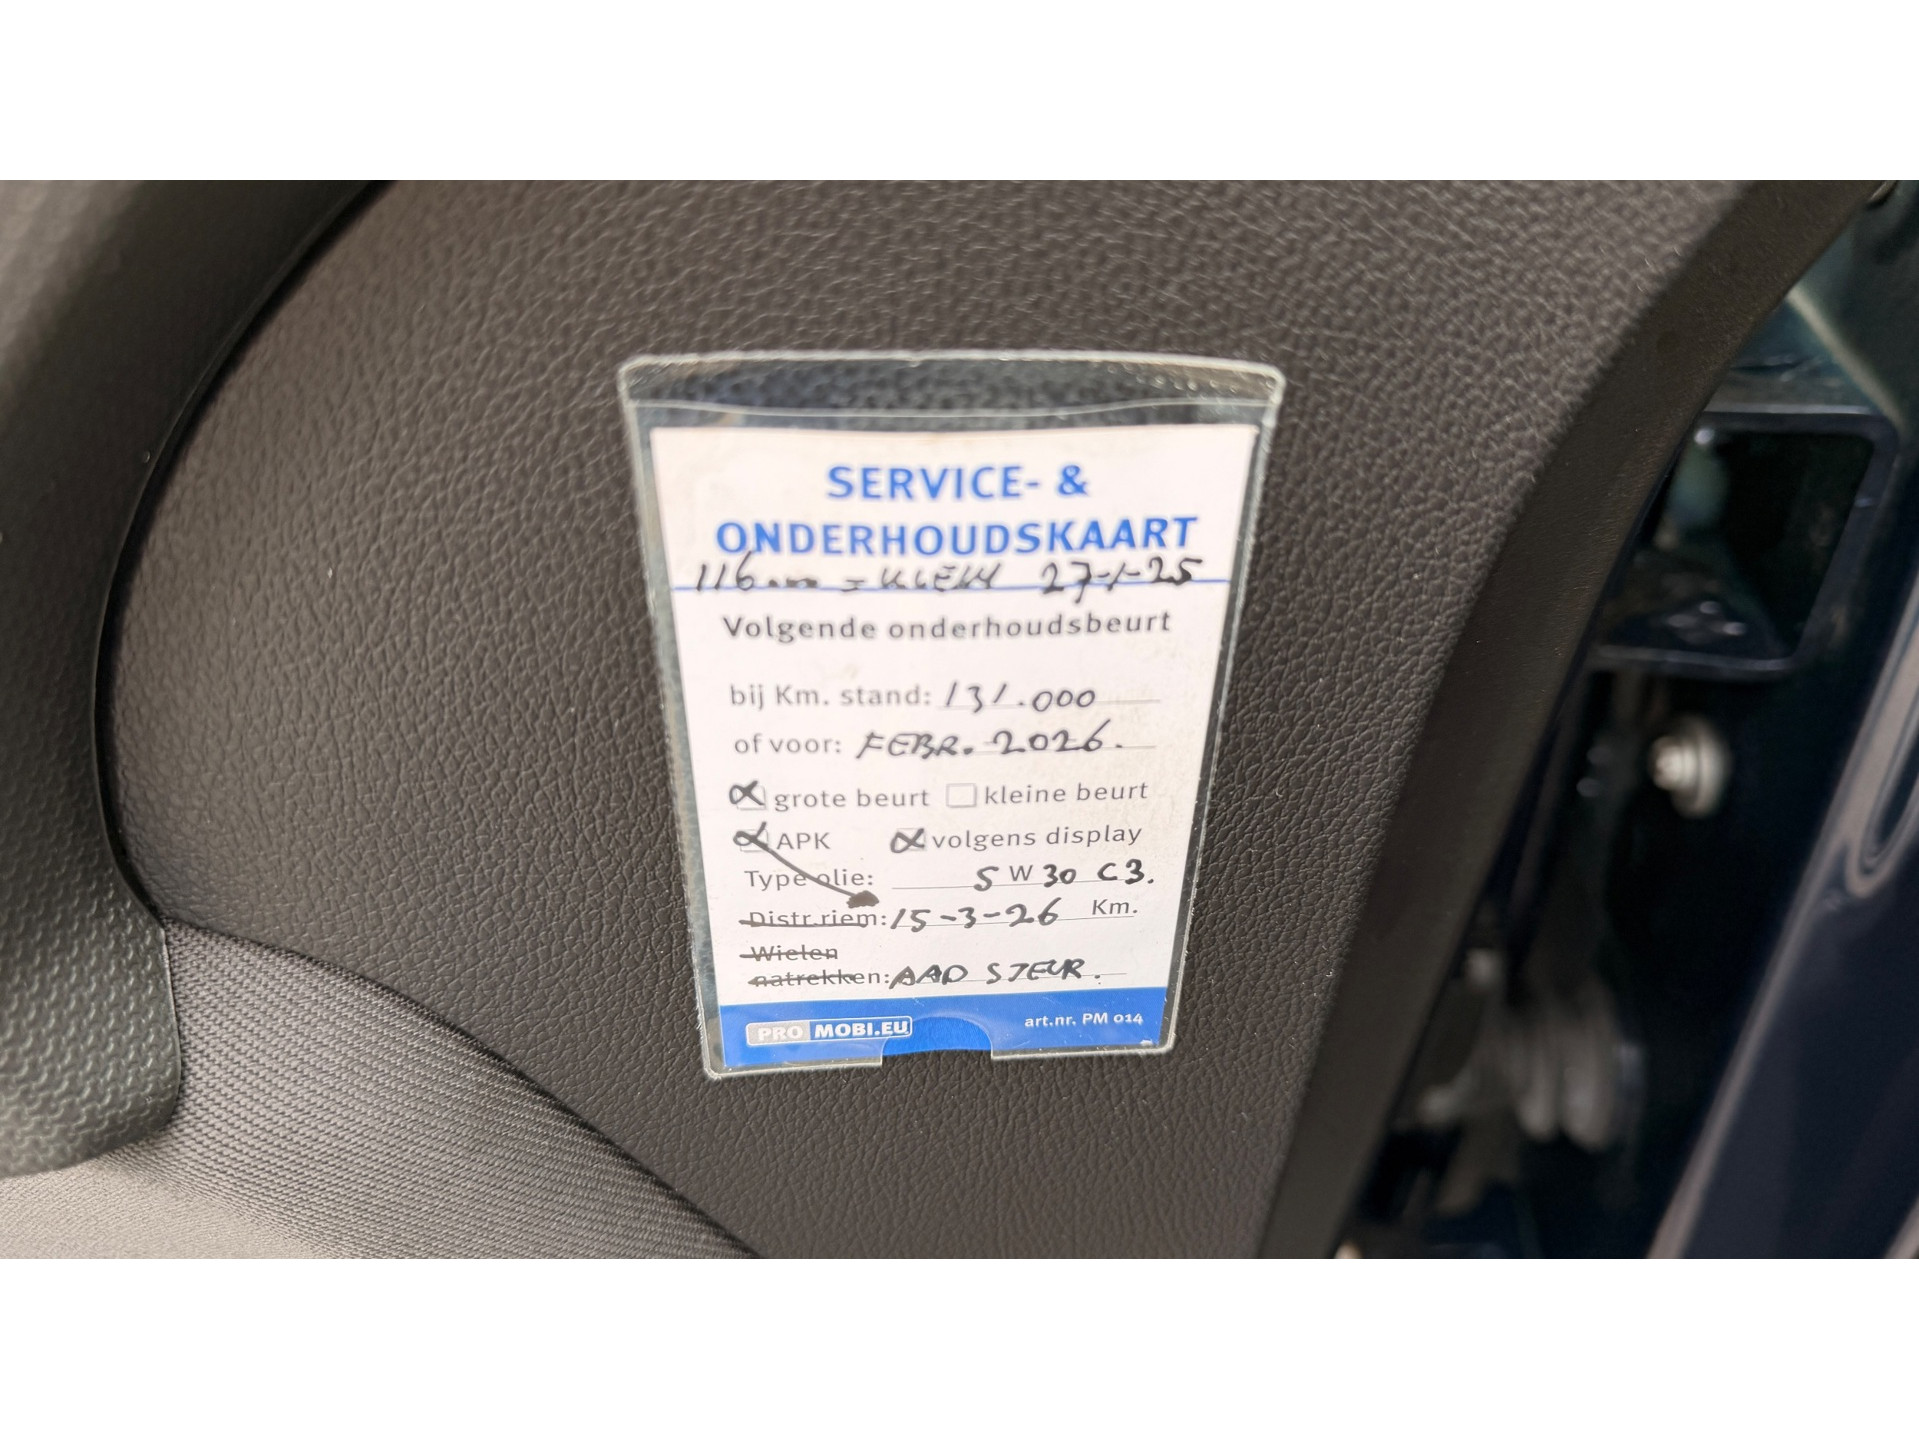 SERVICE- &
ONDERHOUDSKAART
116... = KLEIN 27-1-25
Volgende onderhoudsbeurt
bij Km. stand: 131.000
of voor: FEBR. 2026.
grote beurt kleine beurt
APK volgens display
Type olie: 5W30 C3.
Distr.riem: 15-3-26 Km.
Wielen
natrekken: AAD STEUR.
PRO MOBI.EU art.nr. PM 014